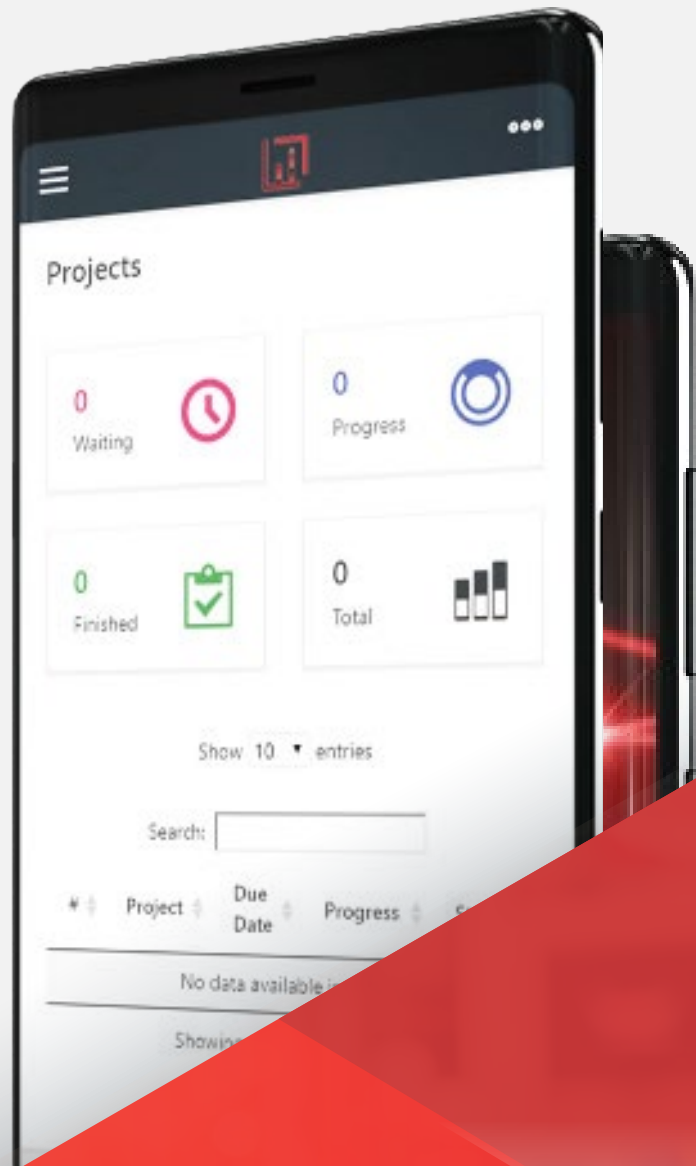 Projects
0
Waiting
0
Progress
0
Finished
0
Total
Show 10 entries
Search:
# Project Due Date Progress
No data available
Showing